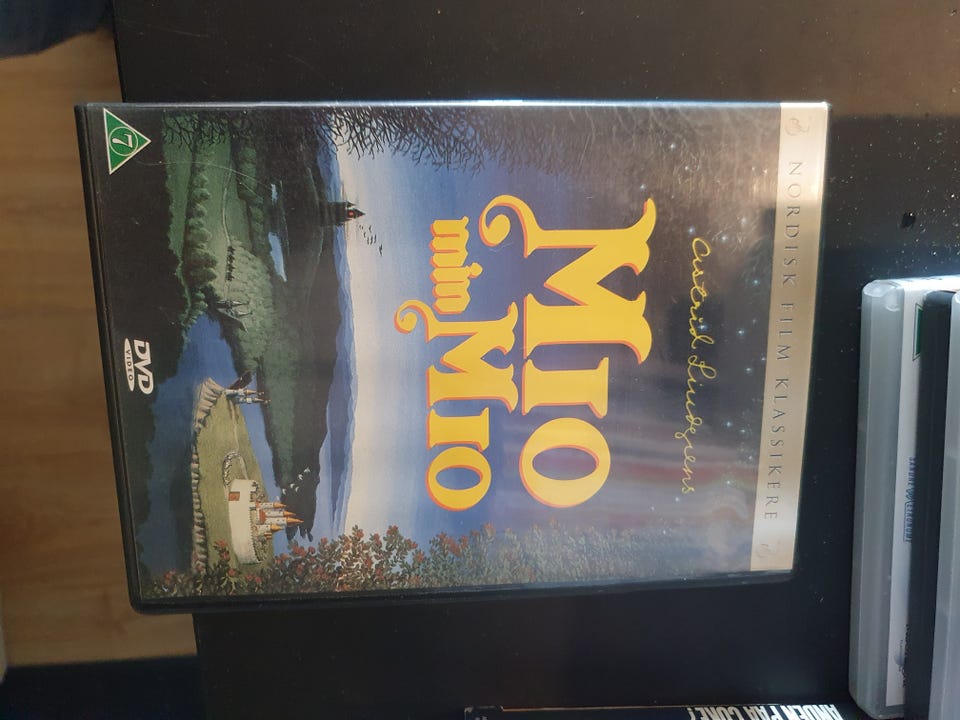 NORDISK FILM KLASSIKERE
Astrid Lindgrens
MIO
min MIO
7
DVD
VIDEO